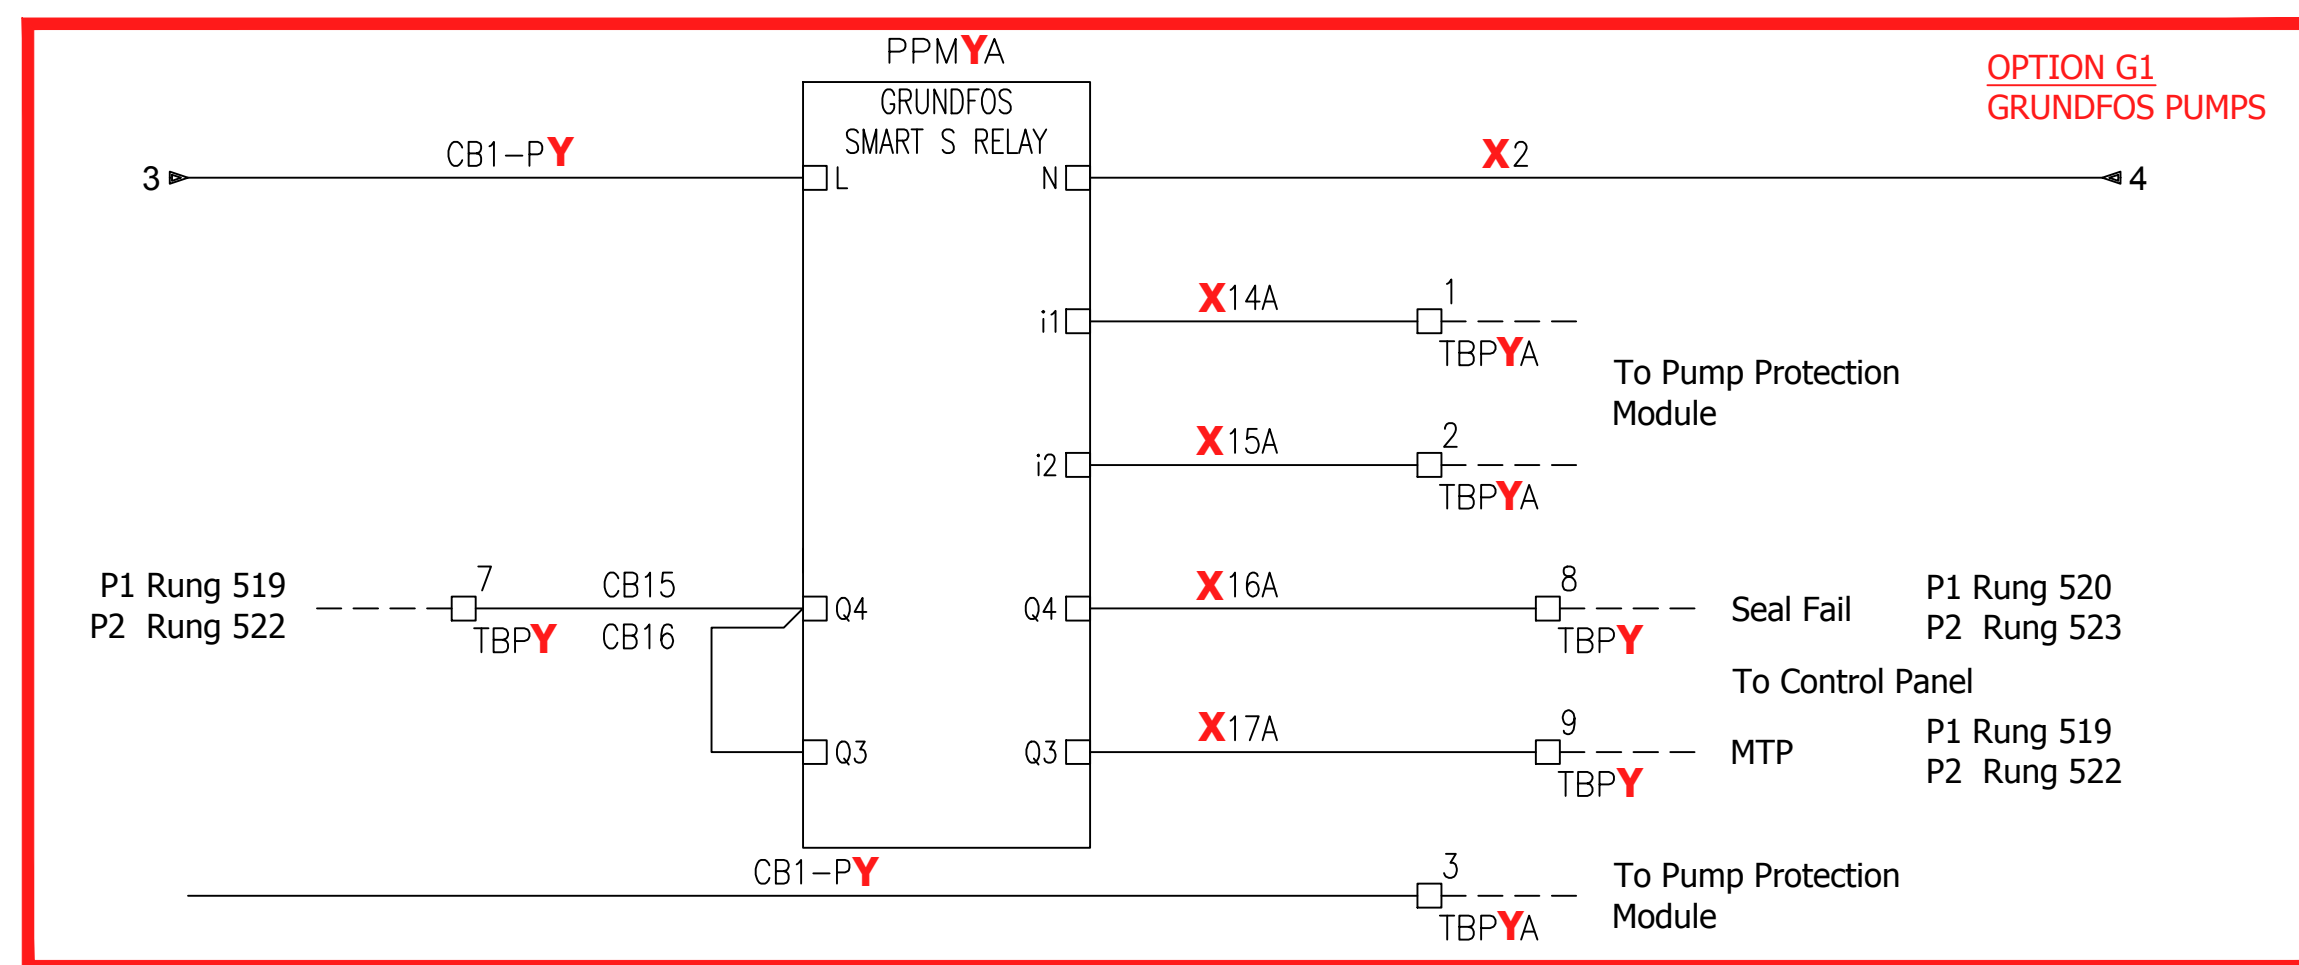 PPMYA
OPTION G1
GRUNDFOS PUMPS
GRUNDFOS
SMART S RELAY
CB1-PY
X2
3
L
N
4
X14A
1
i1
TBPYA
To Pump Protection
Module
X15A
2
i2
TBPYA
P1 Rung 519
P2 Rung 522
7
TBPY
CB15
CB16
Q4
Q4
X16A
8
TBPY
Seal Fail
P1 Rung 520
P2 Rung 523
To Control Panel
Q3
Q3
X17A
9
TBPY
MTP
P1 Rung 519
P2 Rung 522
CB1-PY
3
TBPYA
To Pump Protection
Module